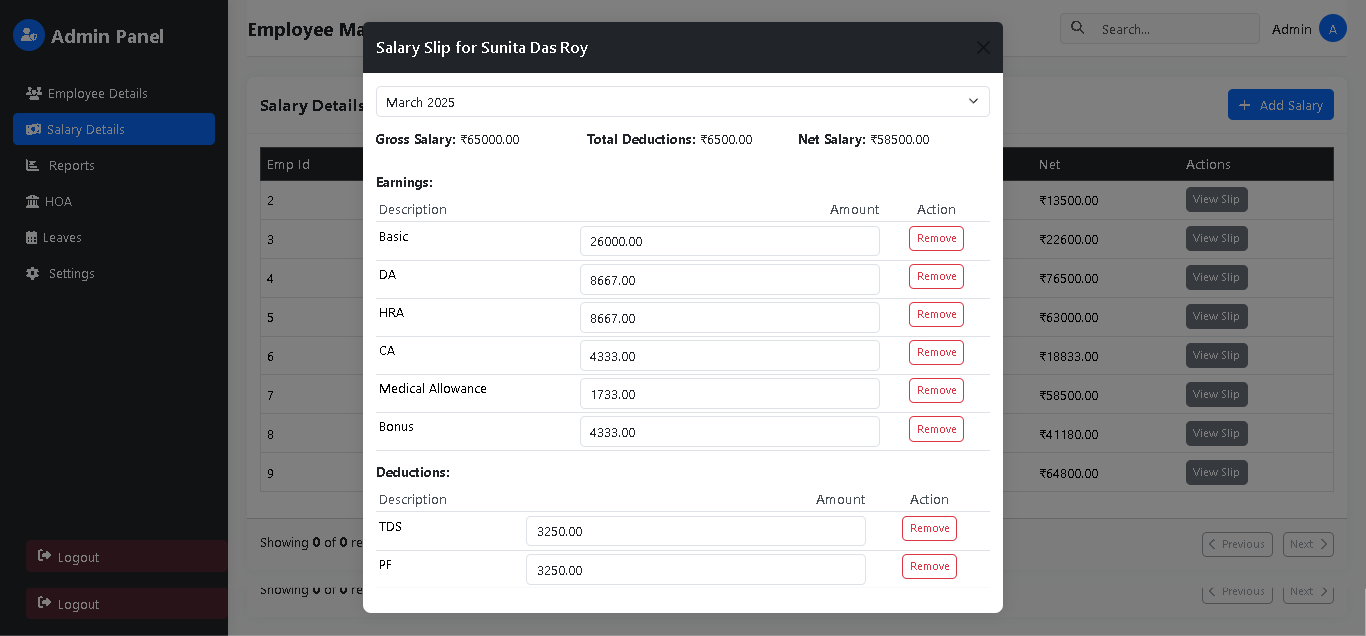 Admin Panel
Employee Details
Salary Details
Reports
HOA
Leaves
Settings
Logout
Logout
Employee Ma
Search...
Admin
A
Salary Details
+ Add Salary
Emp Id
Net
Actions
2
₹13500.00
View Slip
3
₹22600.00
View Slip
4
₹76500.00
View Slip
5
₹63000.00
View Slip
6
₹18833.00
View Slip
7
₹58500.00
View Slip
8
₹41180.00
View Slip
9
₹64800.00
View Slip
Showing 0 of 0 re
Previous
Next
Showing 0 of 0 re
Previous
Next
Salary Slip for Sunita Das Roy
March 2025
Gross Salary: ₹65000.00
Total Deductions: ₹6500.00
Net Salary: ₹58500.00
Earnings:
Description Amount Action
Basic 26000.00 Remove
DA 8667.00 Remove
HRA 8667.00 Remove
CA 4333.00 Remove
Medical Allowance 1733.00 Remove
Bonus 4333.00 Remove
Deductions:
Description Amount Action
TDS 3250.00 Remove
PF 3250.00 Remove